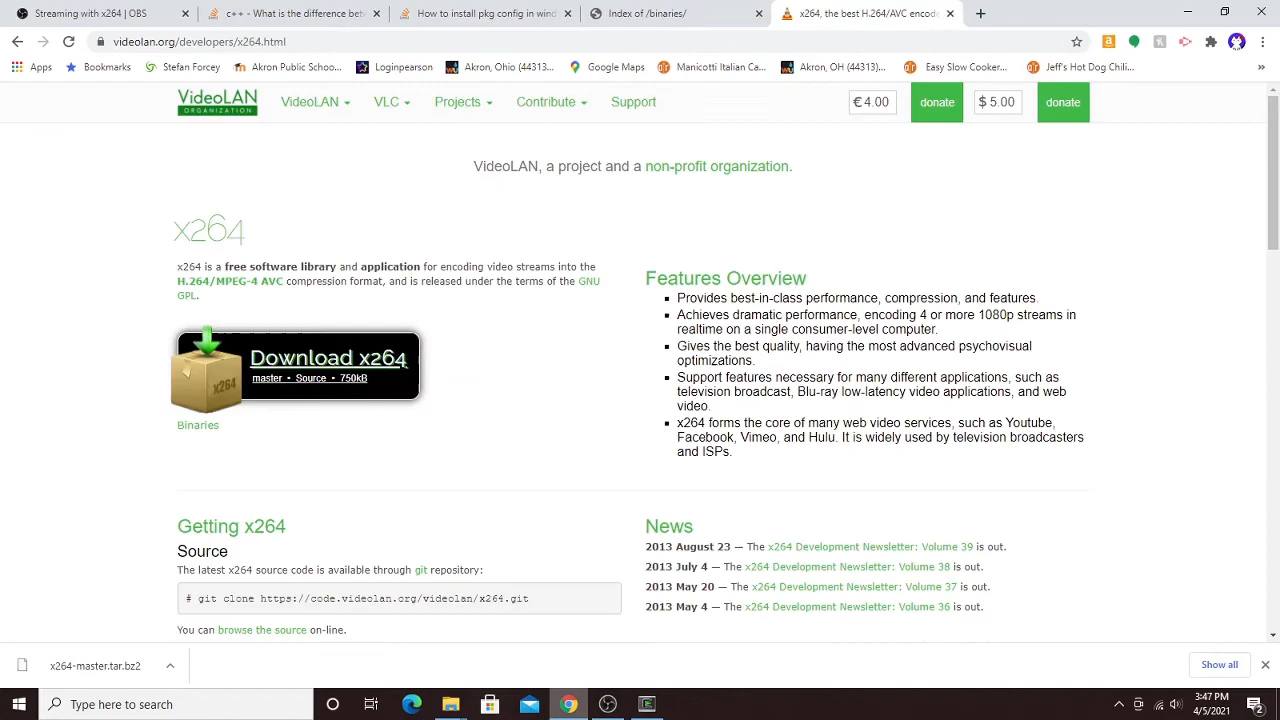 Streaming with x264 | OBS
c++ - What is the difference betw
How to install pkg config in wind
Index of /binaries/
x264, the best H.264/AVC encode
videolan.org/developers/x264.html
Apps
Bookmarks
Stefan Forcey
Akron Public Schoo...
Loginpearson
Akron, Ohio (44313)...
Google Maps
Manicotti Italian Ca...
Akron, OH (44313)...
Easy Slow Cooker...
Jeff's Hot Dog Chili...
»
VideoLAN
ORGANIZATION
VideoLAN
VLC
Projects
Contribute
Support
€ 4.00
donate
$ 5.00
donate
VideoLAN, a project and a non-profit organization.
x264
x264 is a free software library and application for encoding video streams into the
H.264/MPEG-4 AVC compression format, and is released under the terms of the GNU
GPL.
x264
Download x264
master • Source • 750kB
Binaries
Features Overview
Provides best-in-class performance, compression, and features.
Achieves dramatic performance, encoding 4 or more 1080p streams in
realtime on a single consumer-level computer.
Gives the best quality, having the most advanced psychovisual
optimizations.
Support features necessary for many different applications, such as
television broadcast, Blu-ray low-latency video applications, and web
video.
x264 forms the core of many web video services, such as Youtube,
Facebook, Vimeo, and Hulu. It is widely used by television broadcasters
and ISPs.
Getting x264
Source
The latest x264 source code is available through git repository:
# git clone https://code.videolan.org/videolan/x264.git
You can browse the source on-line.
News
2013 August 23 — The x264 Development Newsletter: Volume 39 is out.
2013 July 4 — The x264 Development Newsletter: Volume 38 is out.
2013 May 20 — The x264 Development Newsletter: Volume 37 is out.
2013 May 4 — The x264 Development Newsletter: Volume 36 is out.
x264-master.tar.bz2
Show all
Type here to search
3:47 PM
4/5/2021
2